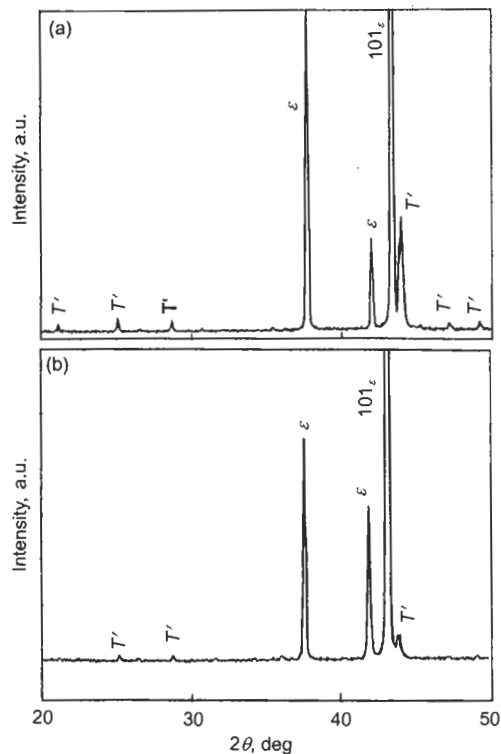 (a)
Intensity, a.u.
T′
T′
T′
ε
ε
101ε
T′
T′
T′
(b)
Intensity, a.u.
T′
T′
ε
ε
101ε
T′
20
30
40
50
2θ, deg